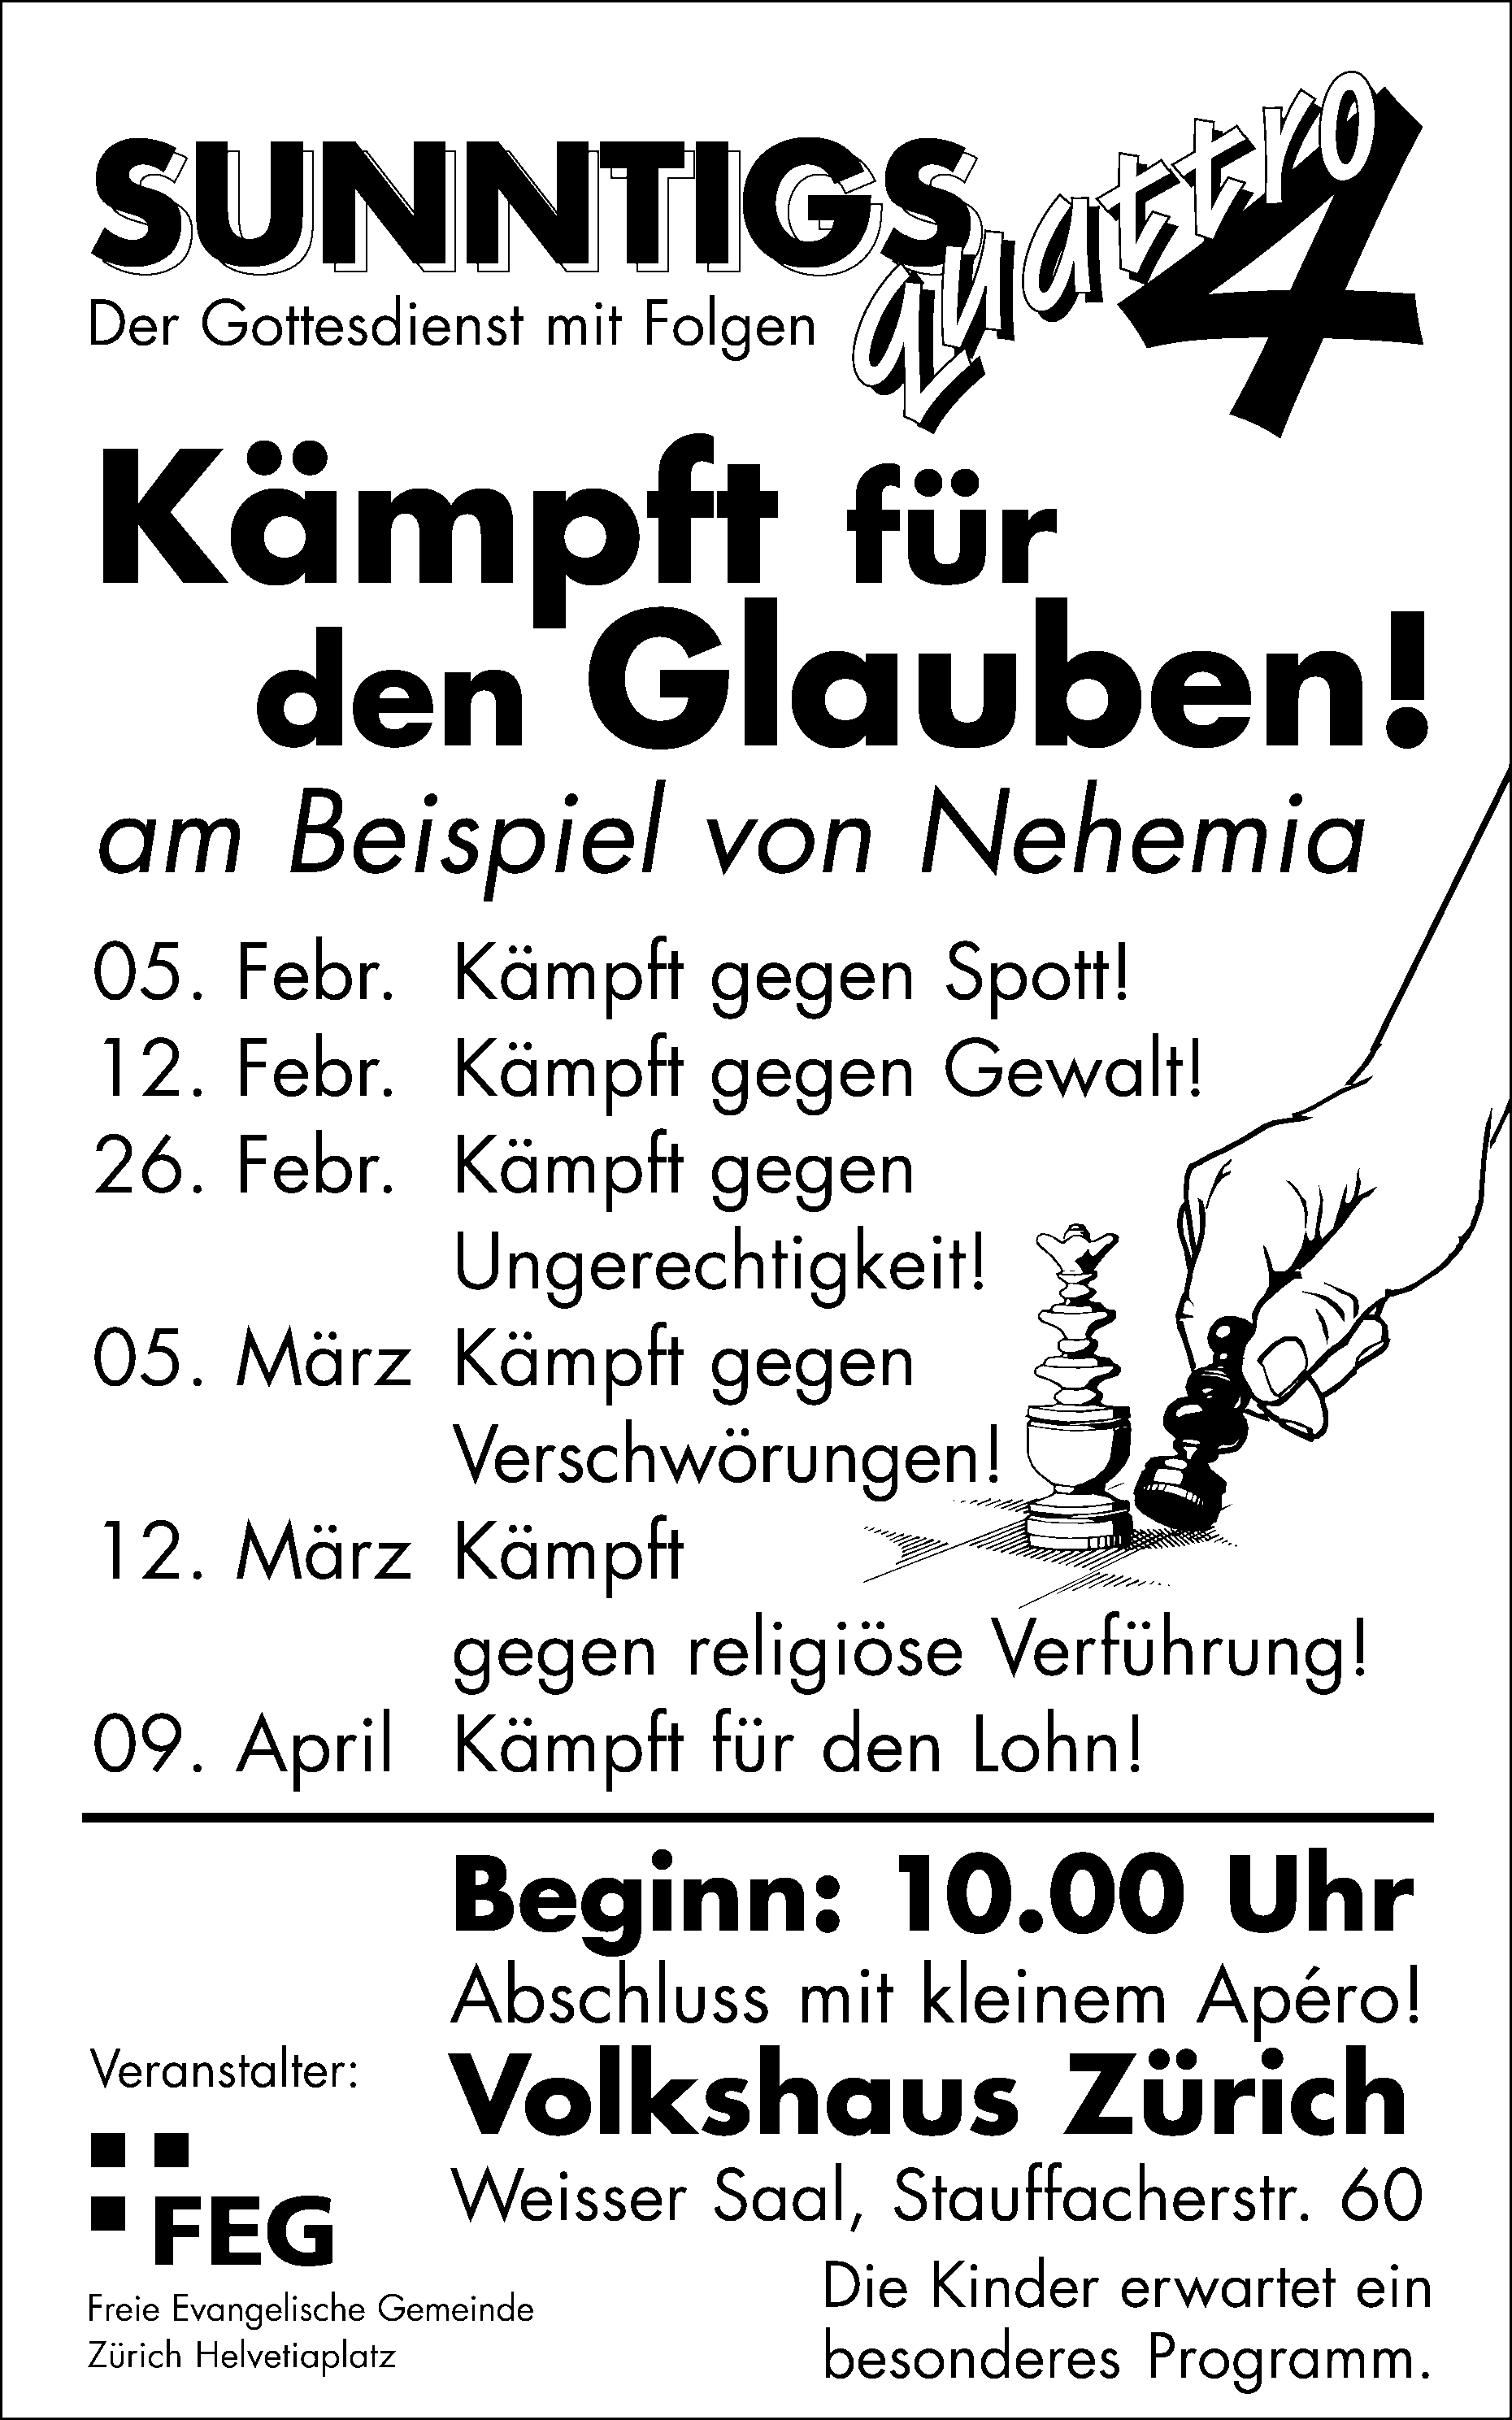 SUNNTIGS quattro 4
Der Gottesdienst mit Folgen
Kämpft für
den Glauben!
am Beispiel von Nehemia
05. Febr. Kämpft gegen Spott!
12. Febr. Kämpft gegen Gewalt!
26. Febr. Kämpft gegen
Ungerechtigkeit!
05. März Kämpft gegen
Verschwörungen!
12. März Kämpft
gegen religiöse Verführung!
09. April Kämpft für den Lohn!
Beginn: 10.00 Uhr
Abschluss mit kleinem Apéro!
Volkshaus Zürich
Weisser Saal, Stauffacherstr. 60
Die Kinder erwartet ein
besonderes Programm.
Veranstalter:
FEG
Freie Evangelische Gemeinde
Zürich Helvetiaplatz